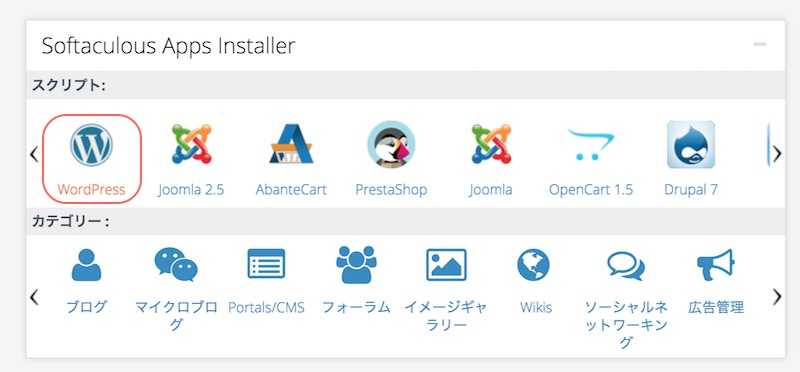 Softaculous Apps Installer
スクリプト:
WordPress
Joomla 2.5
AbanteCart
PrestaShop
Joomla
OpenCart 1.5
Drupal 7
カテゴリー :
ブログ
マイクロブロ
グ
Portals/CMS
フォーラム
イメージギャ
ラリー
Wikis
ソーシャルネ
ットワーキン
グ
広告管理